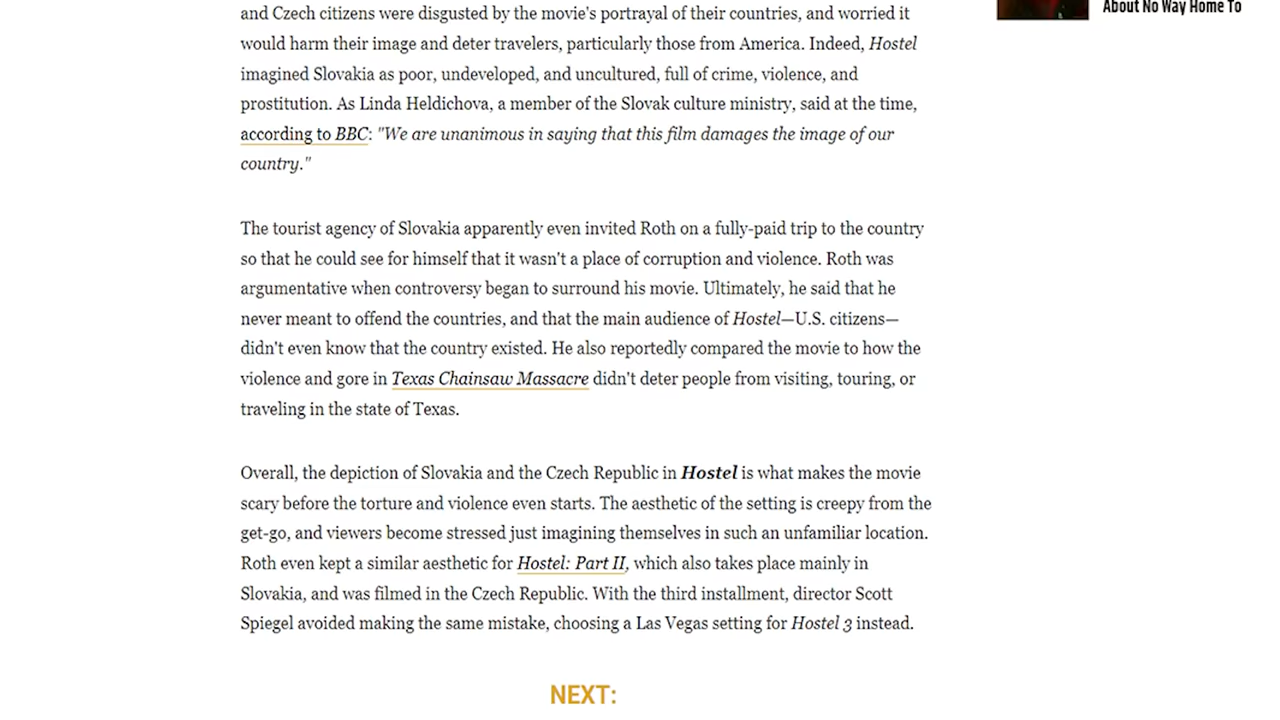 and Czech citizens were disgusted by the movie's portrayal of their countries, and worried it
would harm their image and deter travelers, particularly those from America. Indeed, Hostel
imagined Slovakia as poor, undeveloped, and uncultured, full of crime, violence, and
prostitution. As Linda Heldichova, a member of the Slovak culture ministry, said at the time,
according to BBC: "We are unanimous in saying that this film damages the image of our
country."
The tourist agency of Slovakia apparently even invited Roth on a fully-paid trip to the country
so that he could see for himself that it wasn't a place of corruption and violence. Roth was
argumentative when controversy began to surround his movie. Ultimately, he said that he
never meant to offend the countries, and that the main audience of Hostel—U.S. citizens—
didn't even know that the country existed. He also reportedly compared the movie to how the
violence and gore in Texas Chainsaw Massacre didn't deter people from visiting, touring, or
traveling in the state of Texas.
Overall, the depiction of Slovakia and the Czech Republic in Hostel is what makes the movie
scary before the torture and violence even starts. The aesthetic of the setting is creepy from the
get-go, and viewers become stressed just imagining themselves in such an unfamiliar location.
Roth even kept a similar aesthetic for Hostel: Part II, which also takes place mainly in
Slovakia, and was filmed in the Czech Republic. With the third installment, director Scott
Spiegel avoided making the same mistake, choosing a Las Vegas setting for Hostel 3 instead.
NEXT:
About No Way Home To